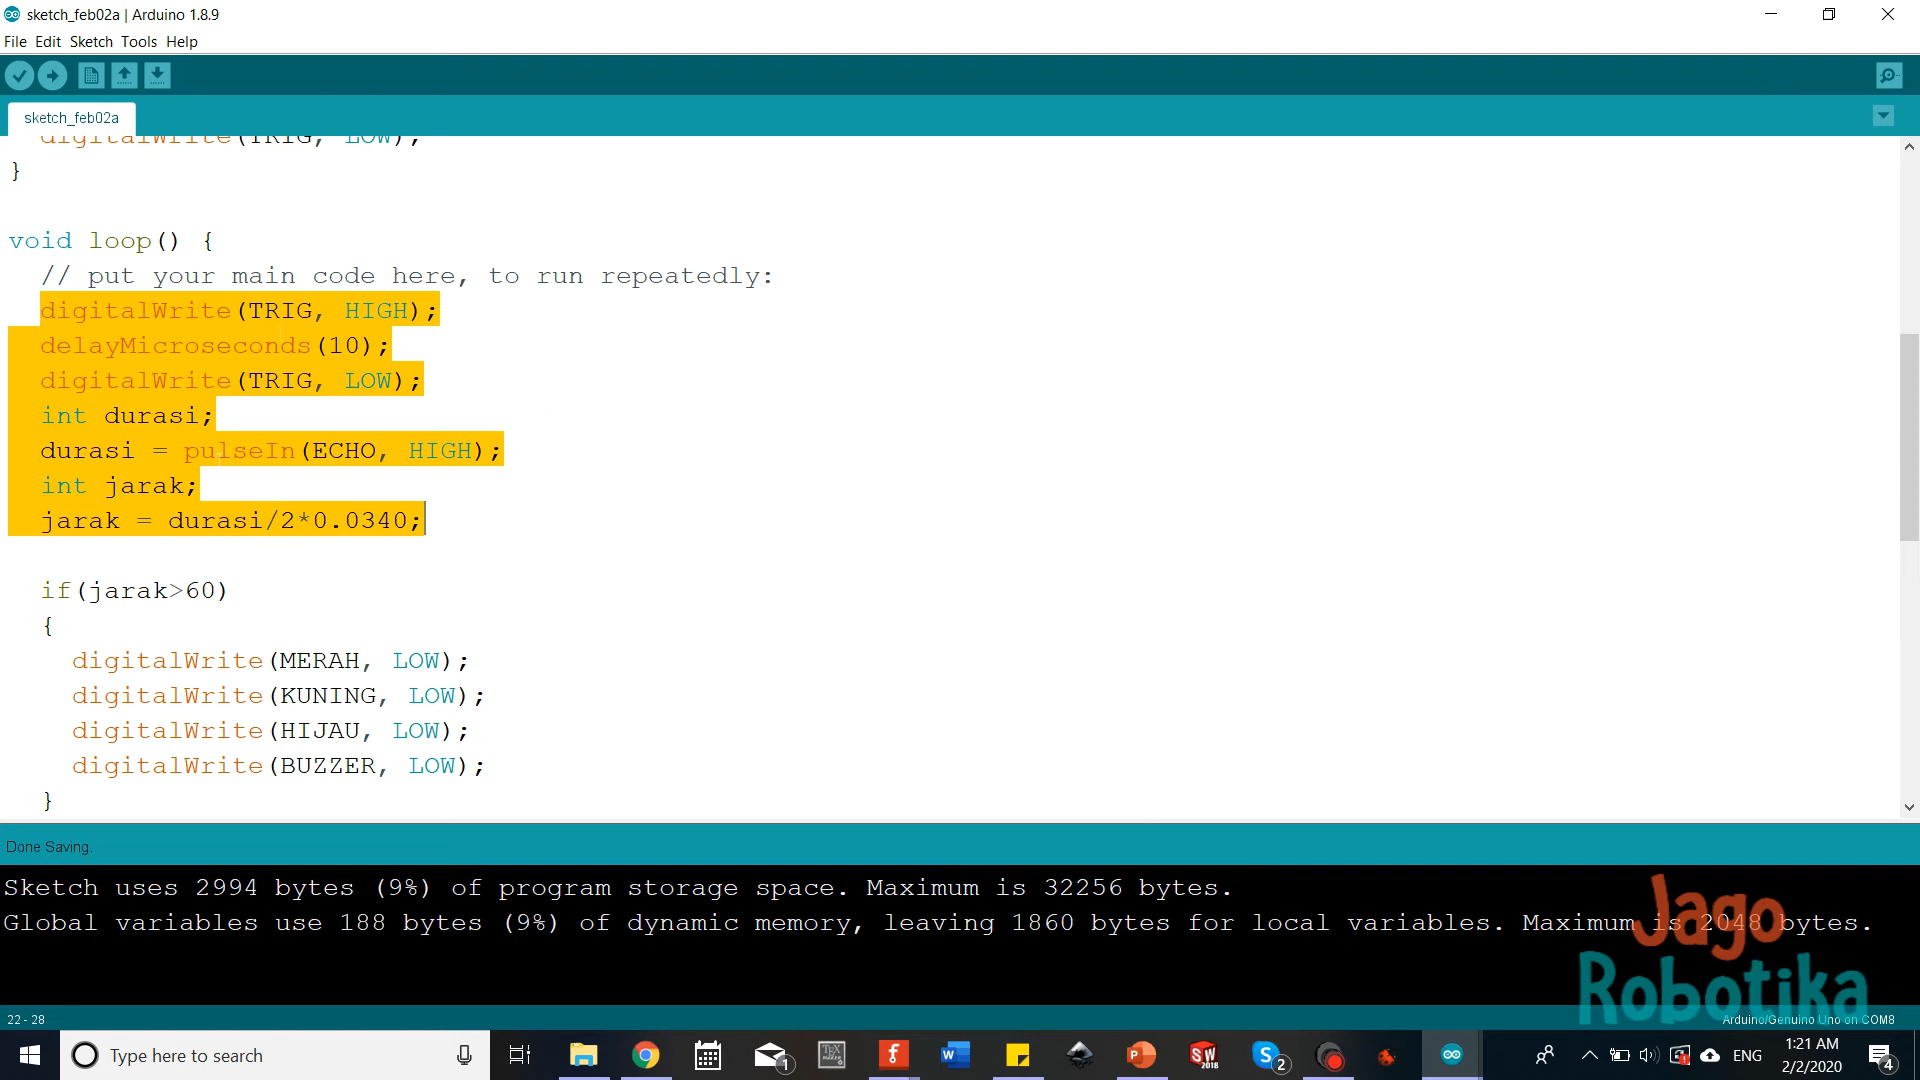 sketch_feb02a | Arduino 1.8.9
File Edit Sketch Tools Help
sketch_feb02a
digitalWrite(TRIG, LOW);
}
void loop() {
// put your main code here, to run repeatedly:
digitalWrite(TRIG, HIGH);
delayMicroseconds(10);
digitalWrite(TRIG, LOW);
int durasi;
durasi = pulseIn(ECHO, HIGH);
int jarak;
jarak = durasi/2*0.0340;
if(jarak>60)
{
digitalWrite(MERAH, LOW);
digitalWrite(KUNING, LOW);
digitalWrite(HIJAU, LOW);
digitalWrite(BUZZER, LOW);
}
Done Saving.
Sketch uses 2994 bytes (9%) of program storage space. Maximum is 32256 bytes.
Global variables use 188 bytes (9%) of dynamic memory, leaving 1860 bytes for local variables. Maximum is 2048 bytes.
Jago
Robotika
22 - 28
Arduino/Genuino Uno on COM8
Type here to search
1
2
ENG
1:21 AM
2/2/2020
4